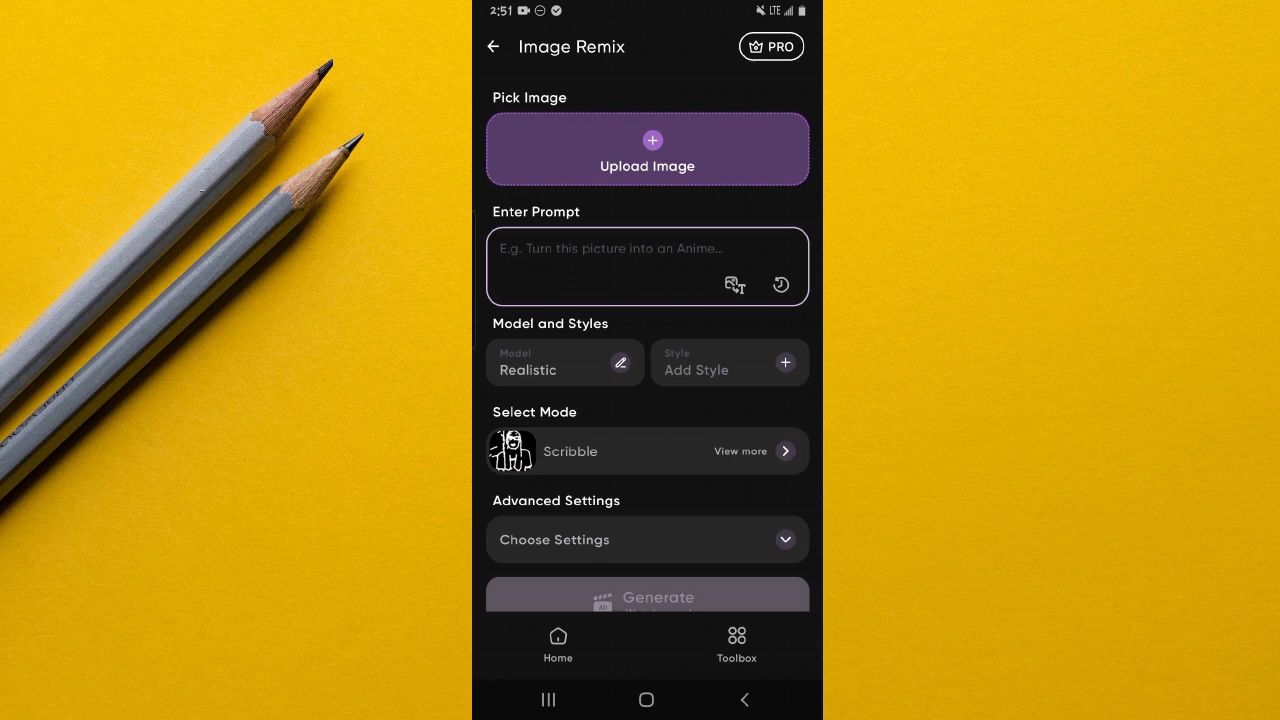 2:51
LTE
Image Remix
PRO
Pick Image
Upload Image
Enter Prompt
E.g. Turn this picture into an Anime...
Model and Styles
Model
Realistic
Style
Add Style
Select Mode
Scribble
View more
Advanced Settings
Choose Settings
AD
Generate
Home
Toolbox